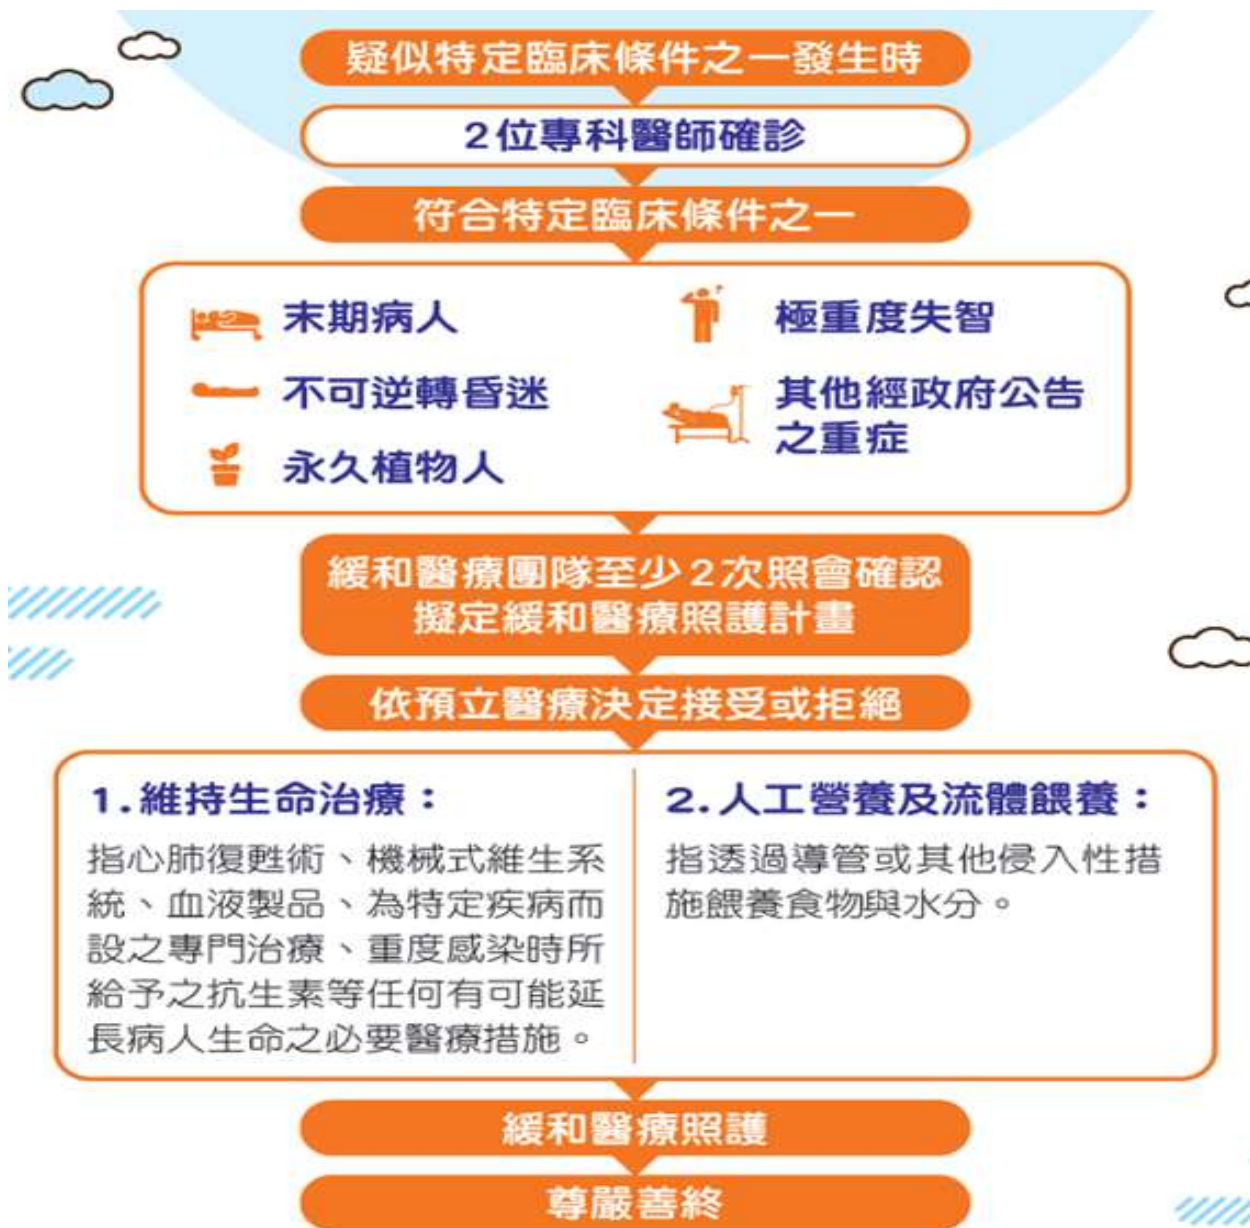 疑似特定臨床條件之一發生時
2位專科醫師確診
符合特定臨床條件之一
末期病人
不可逆轉昏迷
永久植物人
極重度失智
其他經政府公告
之重症
緩和醫療團隊至少2次照會確認
擬定緩和醫療照護計畫
依預立醫療決定接受或拒絕
1.維持生命治療：
指心肺復甦術、機械式維生系
統、血液製品、為特定疾病而
設之專門治療、重度感染時所
給予之抗生素等任何有可能延
長病人生命之必要醫療措施。
2.人工營養及流體餵養：
指透過導管或其他侵入性措
施餵養食物與水分。
緩和醫療照護
尊嚴善終